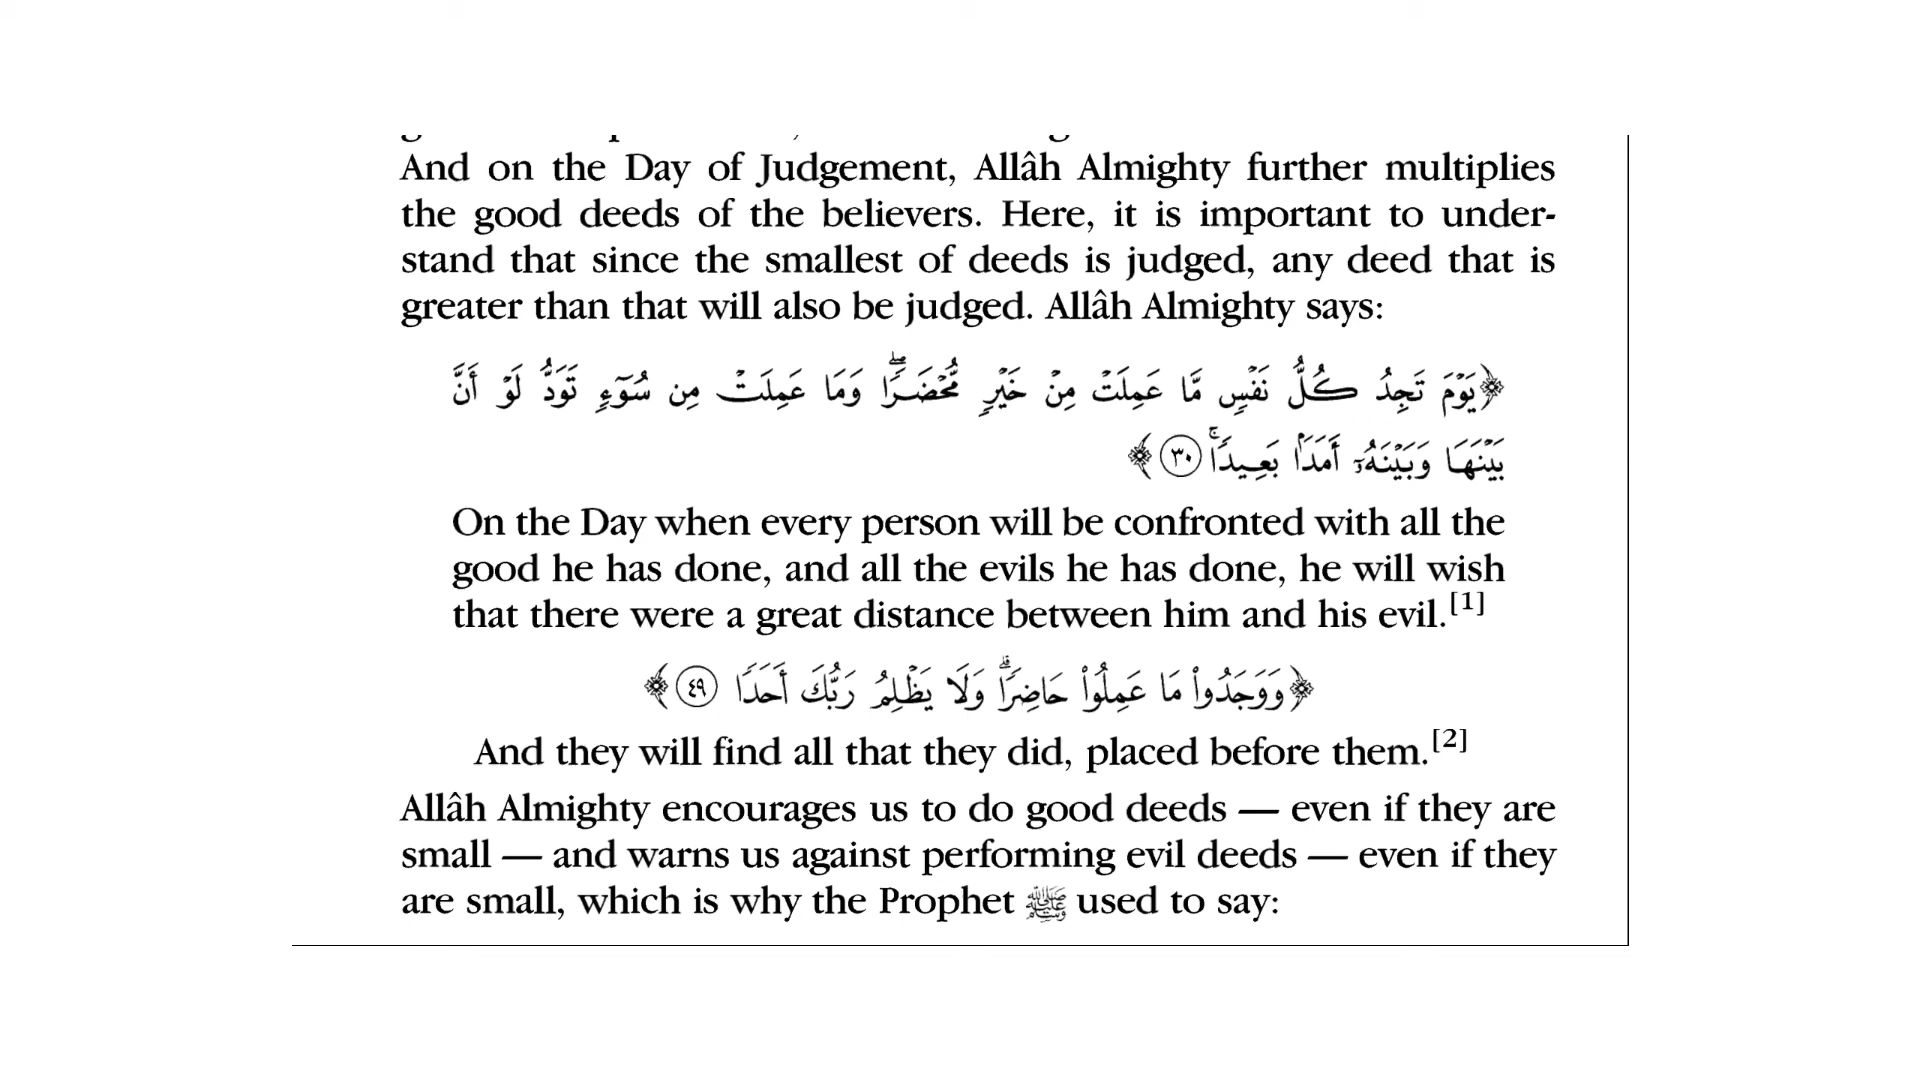 And on the Day of Judgement, Allâh Almighty further multiplies
the good deeds of the believers. Here, it is important to under-
stand that since the smallest of deeds is judged, any deed that is
greater than that will also be judged. Allâh Almighty says:
﴿يَوْمَ تَجِدُ كُلُّ نَفْسٍ مَّا عَمِلَتْ مِنْ خَيْرٍ مُّحْضَرًا ۖ وَمَا عَمِلَتْ مِن سُوٓءٍ تَوَدُّ لَوْ أَنَّ
بَيْنَهَا وَبَيْنَهُۥٓ أَمَدًۢا بَعِيدًا ۚ ٣٠﴾
On the Day when every person will be confronted with all the
good he has done, and all the evils he has done, he will wish
that there were a great distance between him and his evil.[1]
﴿وَوَجَدُوا۟ مَا عَمِلُوا۟ حَاضِرًا ۗ وَلَا يَظْلِمُ رَبُّكَ أَحَدًا ٤٩﴾
And they will find all that they did, placed before them.[2]
Allâh Almighty encourages us to do good deeds — even if they are
small — and warns us against performing evil deeds — even if they
are small, which is why the Prophet ﷺ used to say: